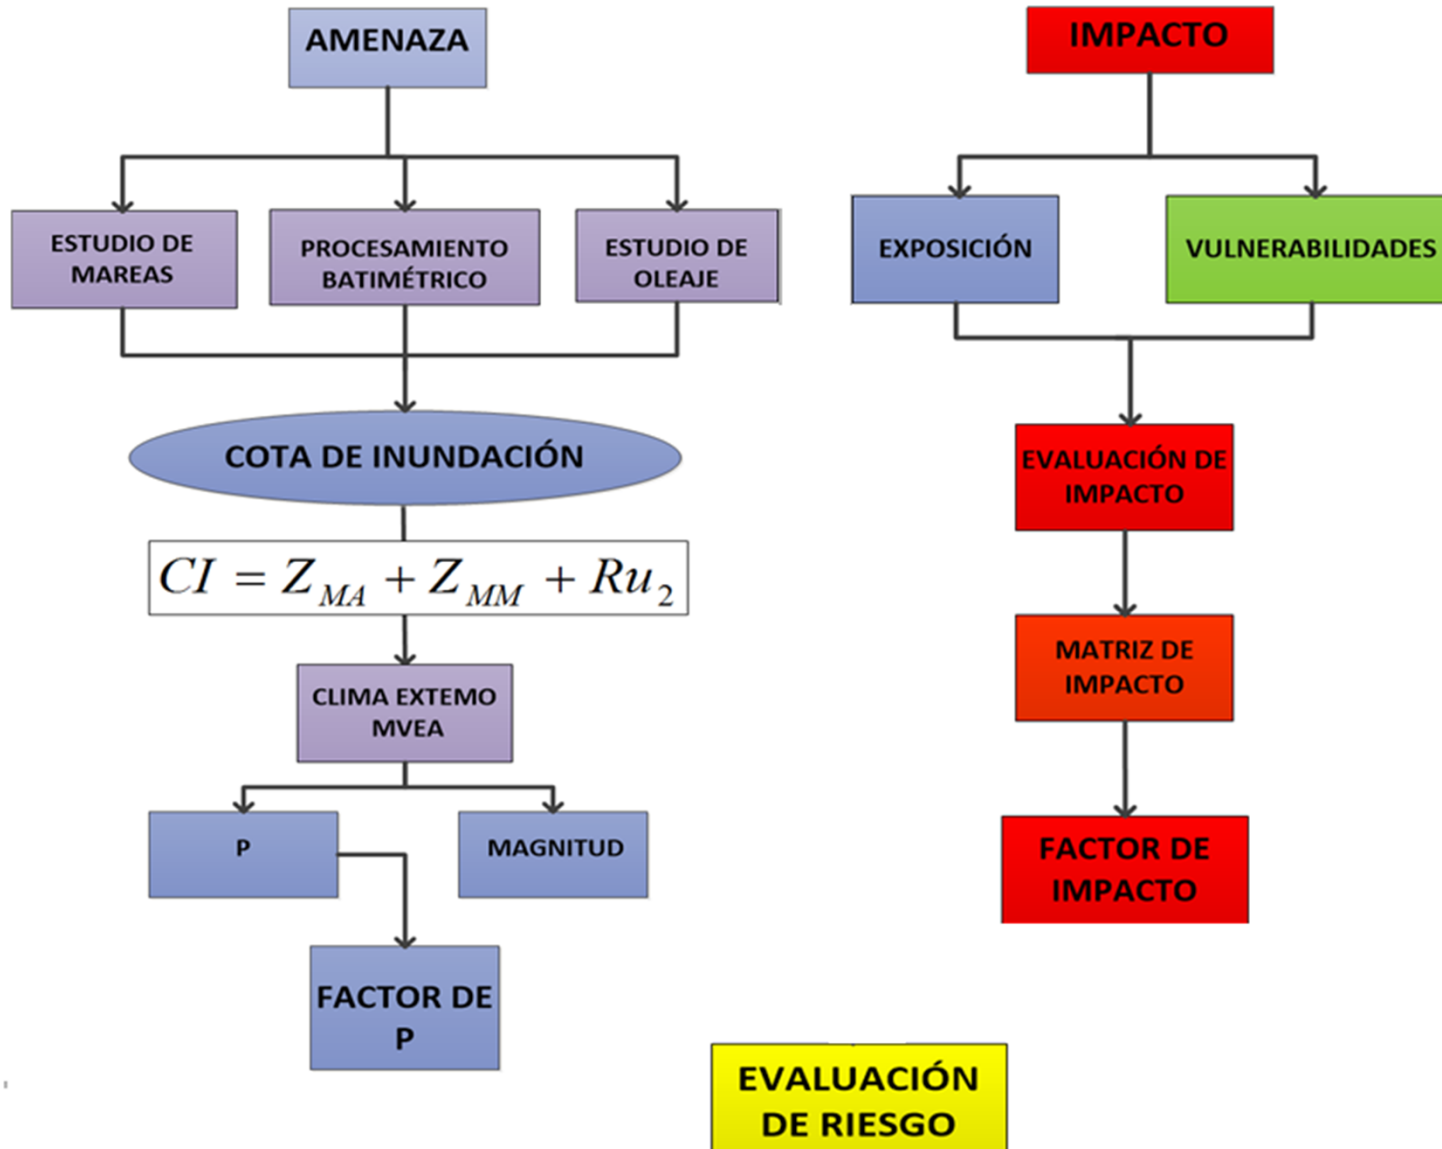 AMENAZA
ESTUDIO DE
MAREAS
PROCESAMIENTO
BATIMÉTRICO
ESTUDIO DE
OLEAJE
COTA DE INUNDACIÓN
CI = Z_MA + Z_MM + Ru_2
CLIMA EXTEMO
MVEA
P
MAGNITUD
FACTOR DE
P
IMPACTO
EXPOSICIÓN
VULNERABILIDADES
EVALUACIÓN DE
IMPACTO
MATRIZ DE
IMPACTO
FACTOR DE
IMPACTO
EVALUACIÓN
DE RIESGO